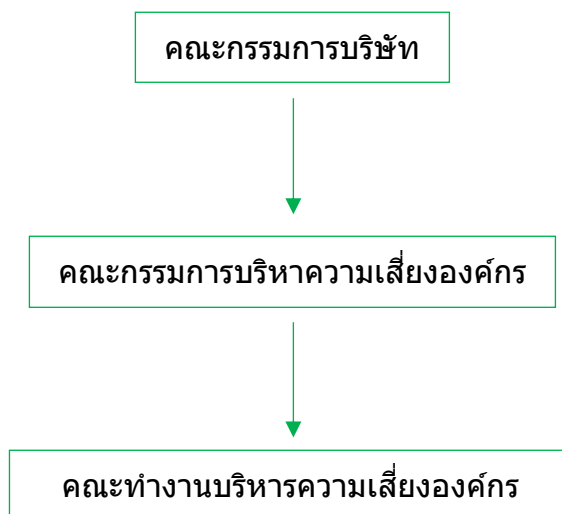 คณะกรรมการบริษัท
คณะกรรมการบริหาความเสี่ยงองค์กร
คณะทำงานบริหารความเสี่ยงองค์กร